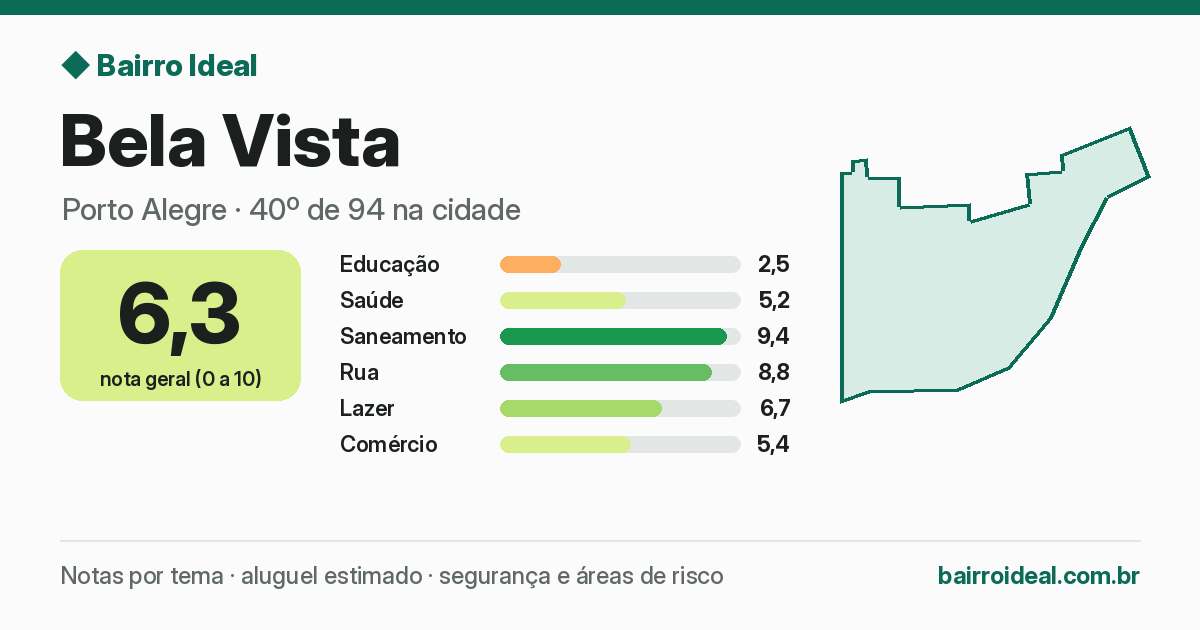 Bairro Ideal
Bela Vista
Porto Alegre · 40º de 94 na cidade
6,3
nota geral (0 a 10)
Educação 2,5
Saúde 5,2
Saneamento 9,4
Rua 8,8
Lazer 6,7
Comércio 5,4
Notas por tema · aluguel estimado · segurança e áreas de risco
bairroideal.com.br